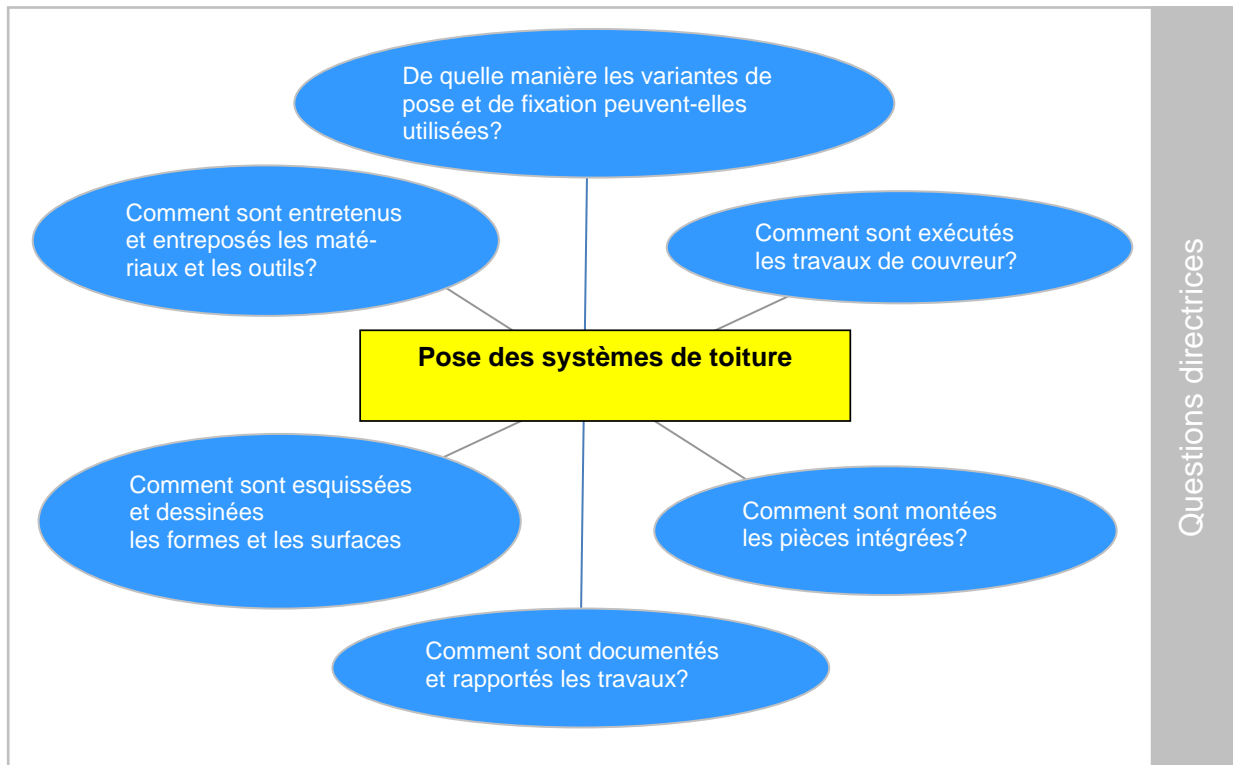 De quelle manière les variantes de
pose et de fixation peuvent-elles
utilisées?
Comment sont entretenus
et entreposés les maté-
riaux et les outils?
Comment sont exécutés
les travaux de couvreur?
Pose des systèmes de toiture
Comment sont esquissées
et dessinées
les formes et les surfaces
Comment sont montées
les pièces intégrées?
Comment sont documentés
et rapportés les travaux?
Questions directrices